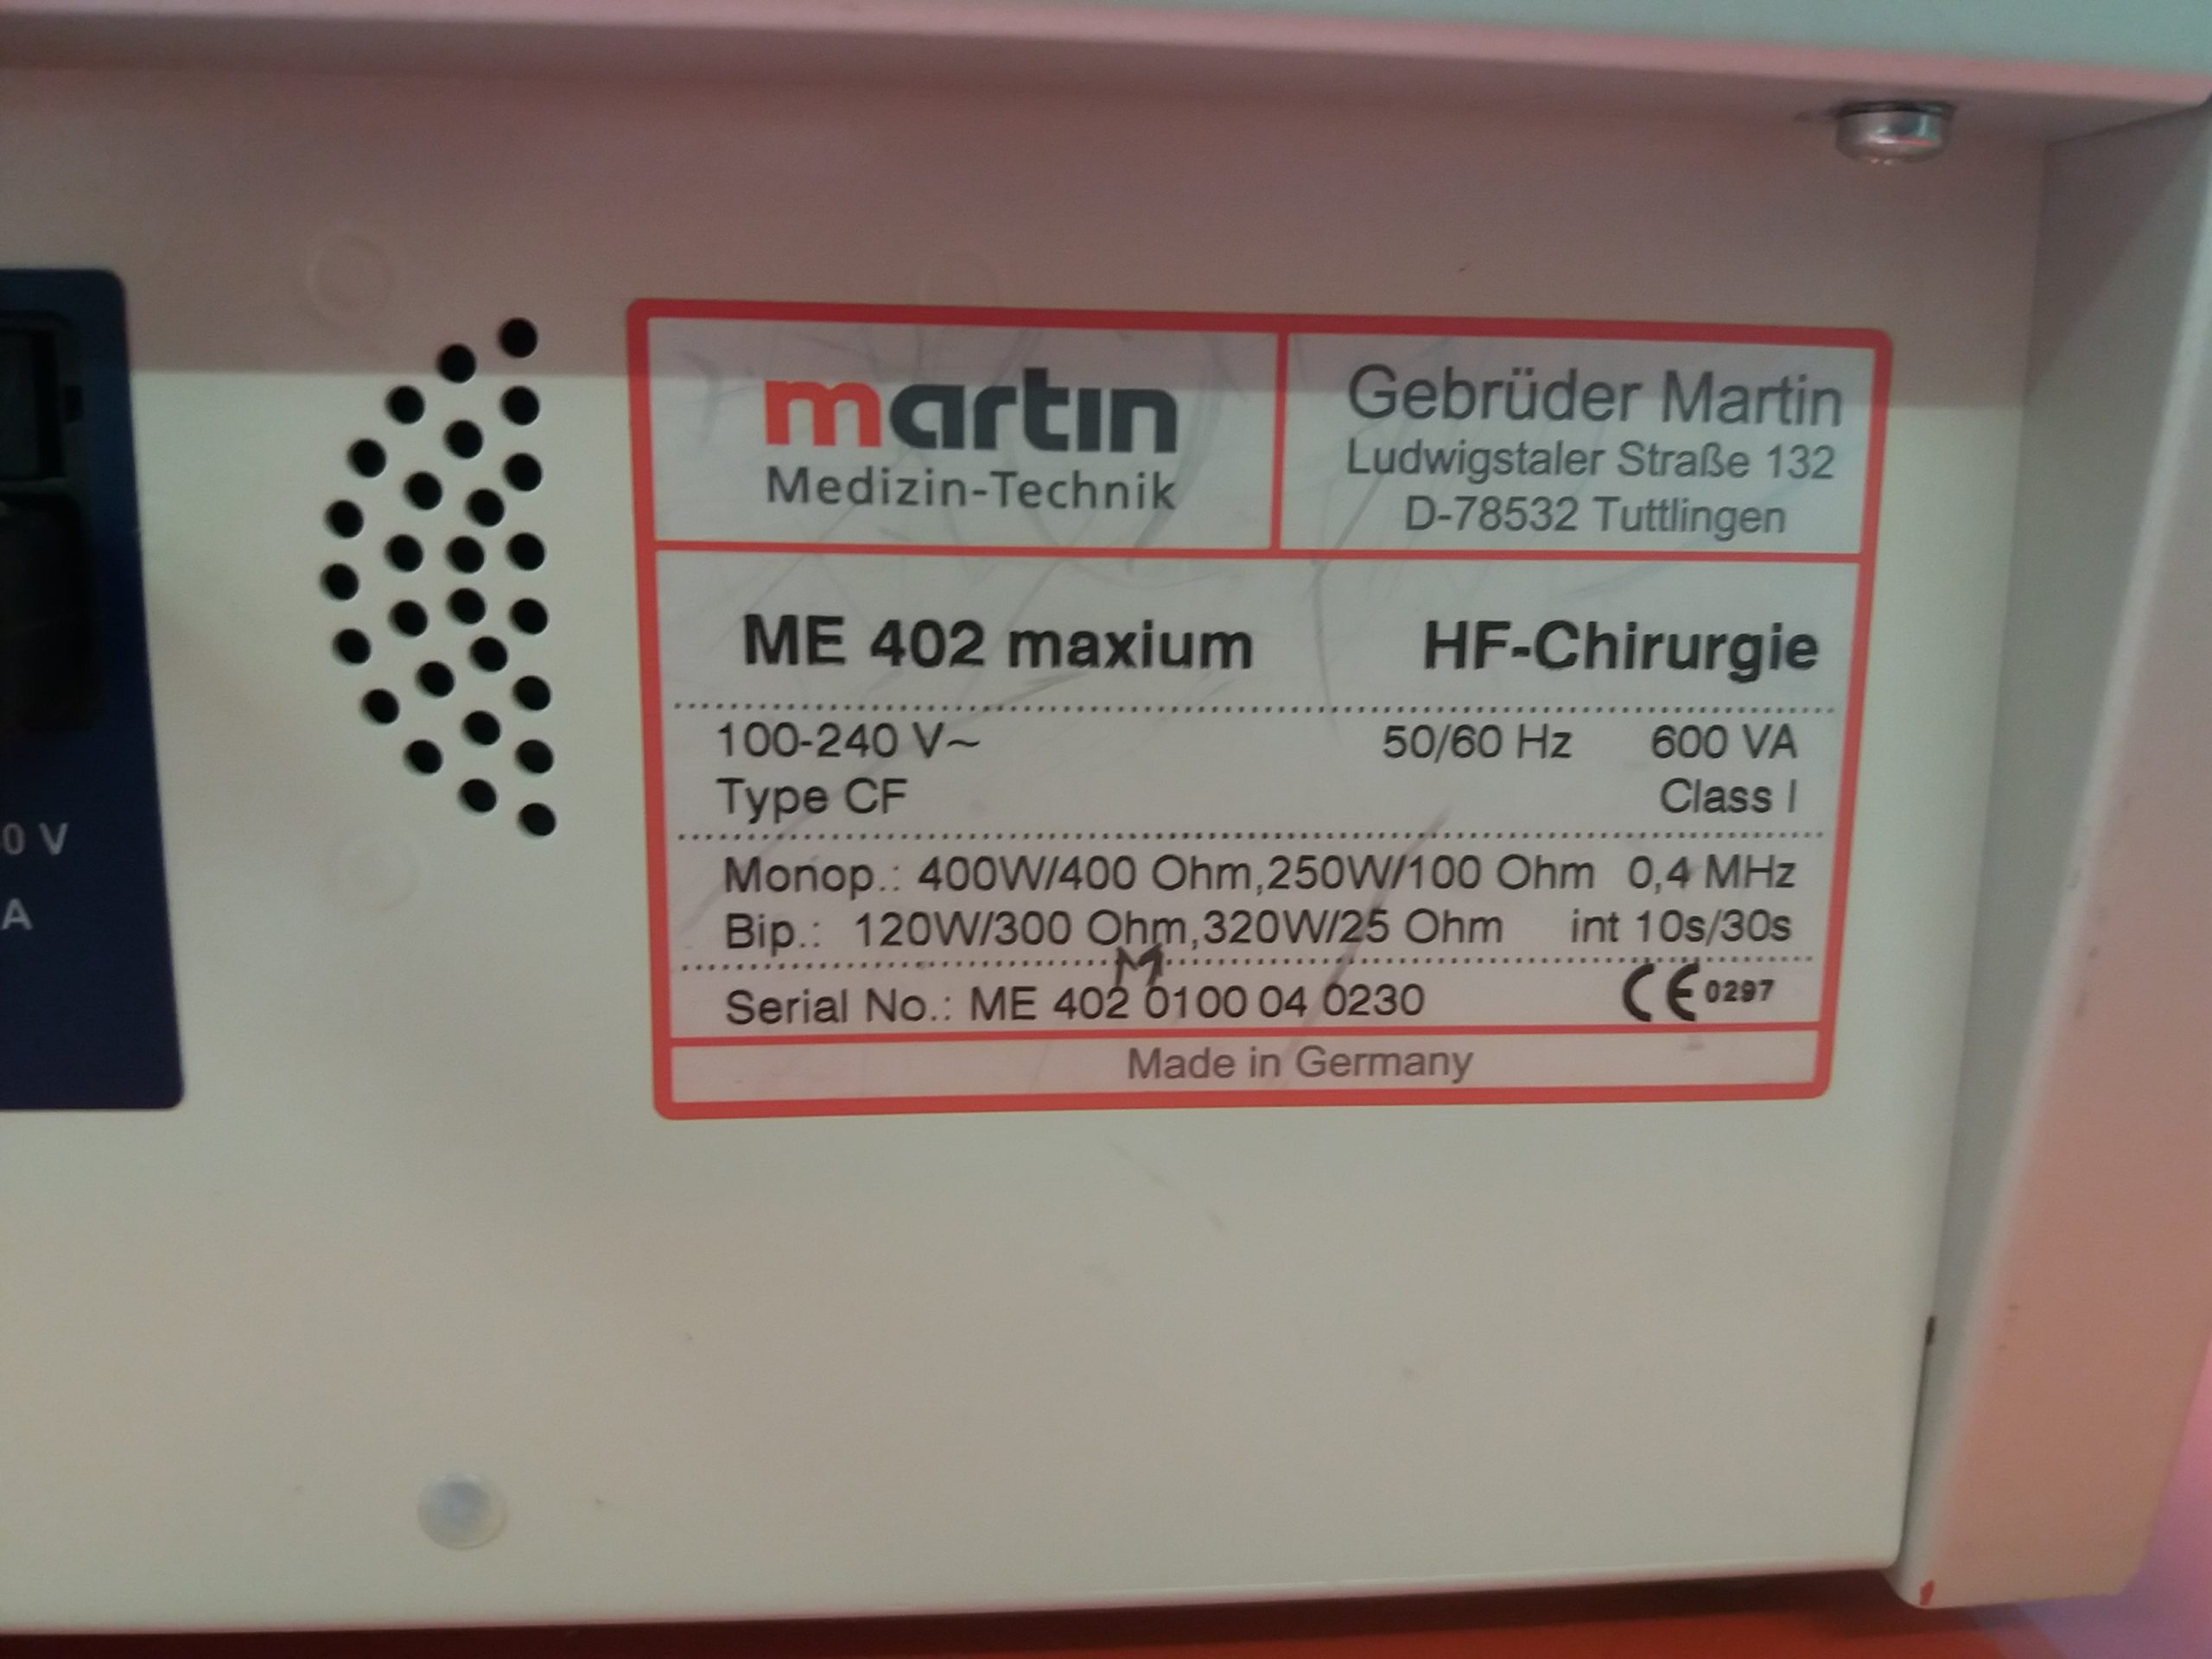 martin
Medizin-Technik
Gebrüder Martin
Ludwigstaler Straße 132
D-78532 Tuttlingen
ME 402 maxium HF-Chirurgie
100-240 V~ 50/60 Hz 600 VA
Type CF Class I
Monop.: 400W/400 Ohm,250W/100 Ohm 0,4 MHz
Bip.: 120W/300 Ohm,320W/25 Ohm int 10s/30s
M
Serial No.: ME 402 0100 04 0230 CE 0297
Made in Germany
0 V
A